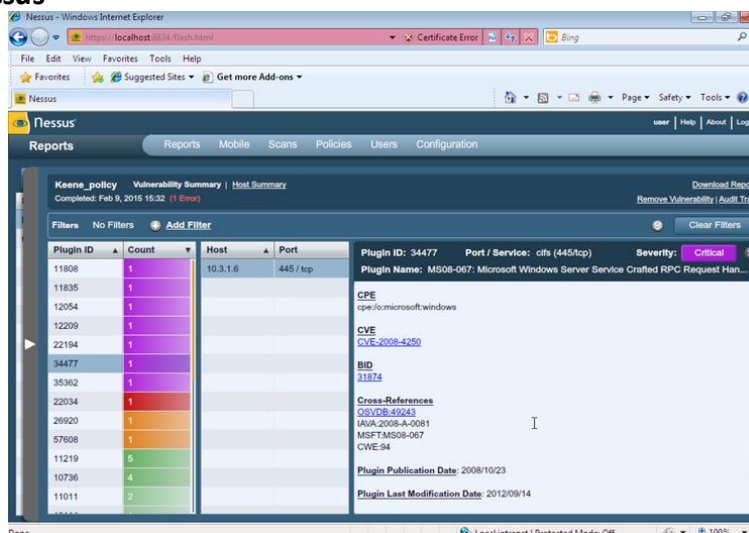 Nessus - Windows Internet Explorer
https://localhost:8834/flash.html
Certificate Error
Bing
File Edit View Favorites Tools Help
Favorites Suggested Sites Get more Add-ons
Nessus
Page Safety Tools
Nessus
user | Help | About | Log
Reports
Reports Mobile Scans Policies Users Configuration
Keene_policy Vulnerability Summary | Host Summary
Download Repo
Completed: Feb 9, 2015 15:32 (1 Error)
Remove Vulnerability | Audit Tra
Filters No Filters Add Filter
Clear Filters
Plugin ID Count Host Port
Plugin ID: 34477 Port / Service: cifs (445/tcp) Severity: Critical
Plugin Name: MS08-067: Microsoft Windows Server Service Crafted RPC Request Han...
11808 1 10.3.1.6 445 / tcp
11835 1
12054 1
12209 1
22194 1
34477 1
35362 1
22034 1
26920 1
57608 1
11219 5
10736 4
11011 2
CPE
cpe:/o:microsoft:windows
CVE
CVE-2008-4250
BID
31874
Cross-References
OSVDB:49243
IAVA:2008-A-0081
MSFT:MS08-067
CWE:94
Plugin Publication Date: 2008/10/23
Plugin Last Modification Date: 2012/09/14